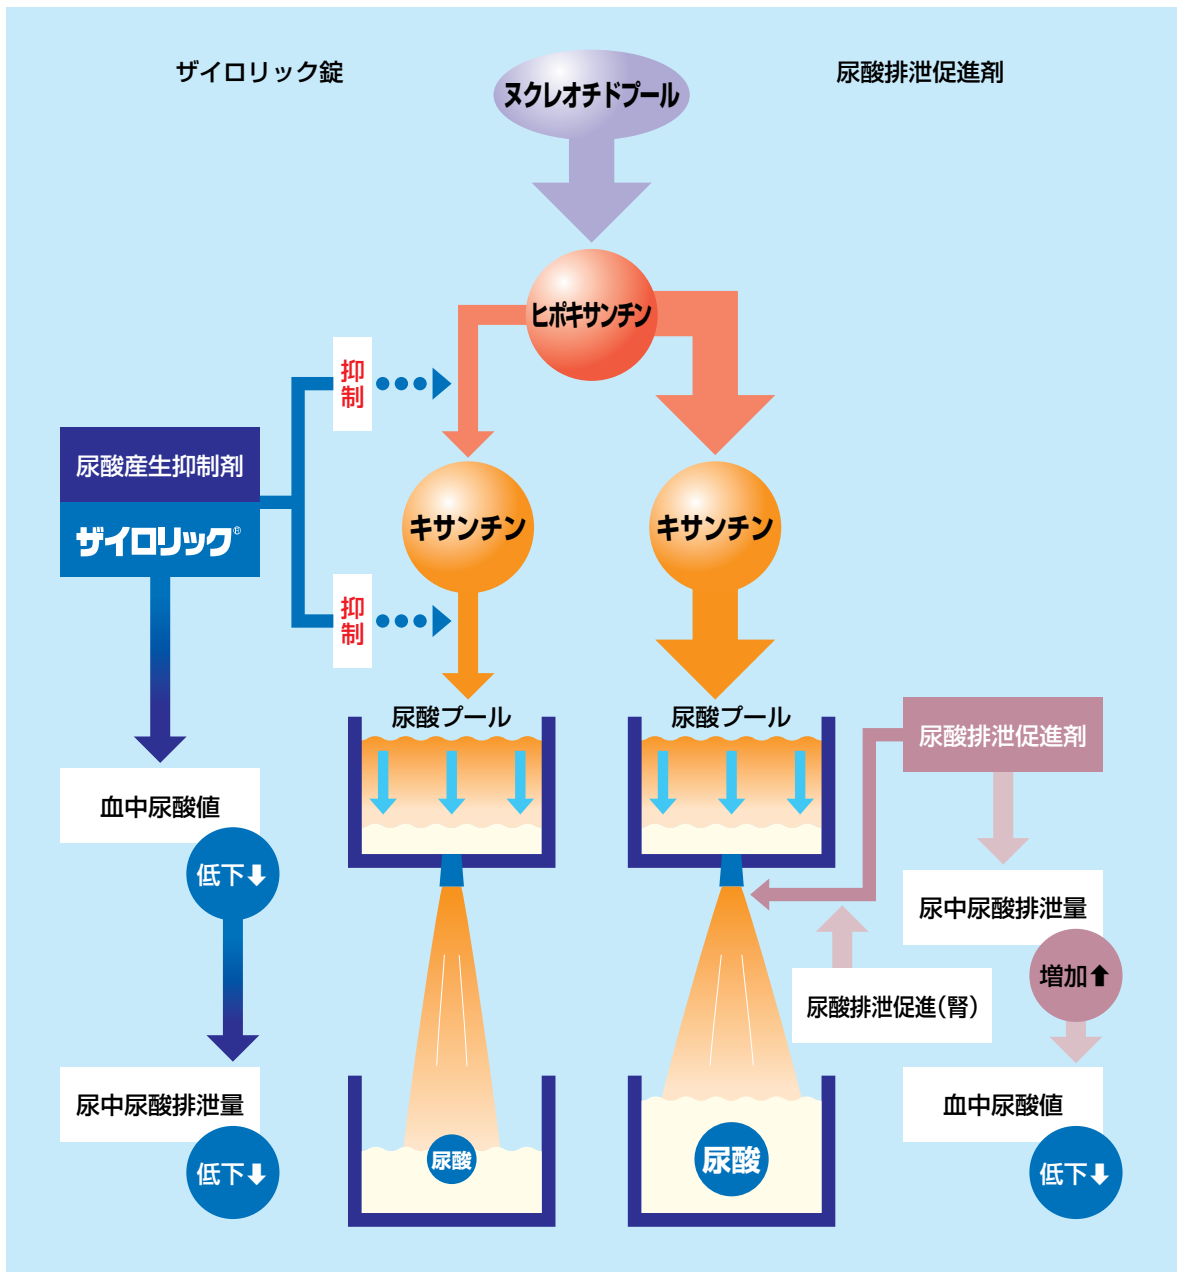 ザイロリック錠
尿酸排泄促進剤
ヌクレオチドプール
ヒポキサンチン
抑制
尿酸産生抑制剤
ザイロリック®
キサンチン
キサンチン
抑制
尿酸プール
尿酸プール
尿酸排泄促進剤
血中尿酸値
低下⬇
尿中尿酸排泄量
増加⬆
尿酸排泄促進(腎)
尿中尿酸排泄量
低下⬇
尿酸
尿酸
血中尿酸値
低下⬇